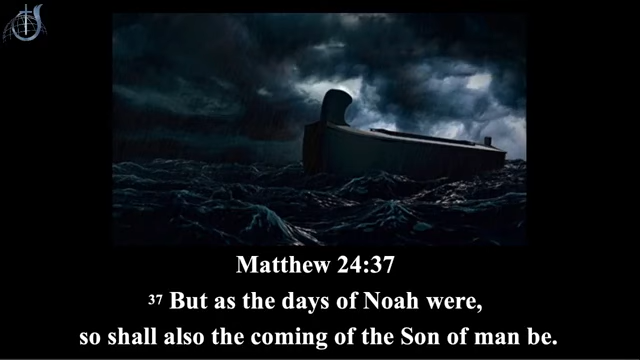 Matthew 24:37
37 But as the days of Noah were,
so shall also the coming of the Son of man be.